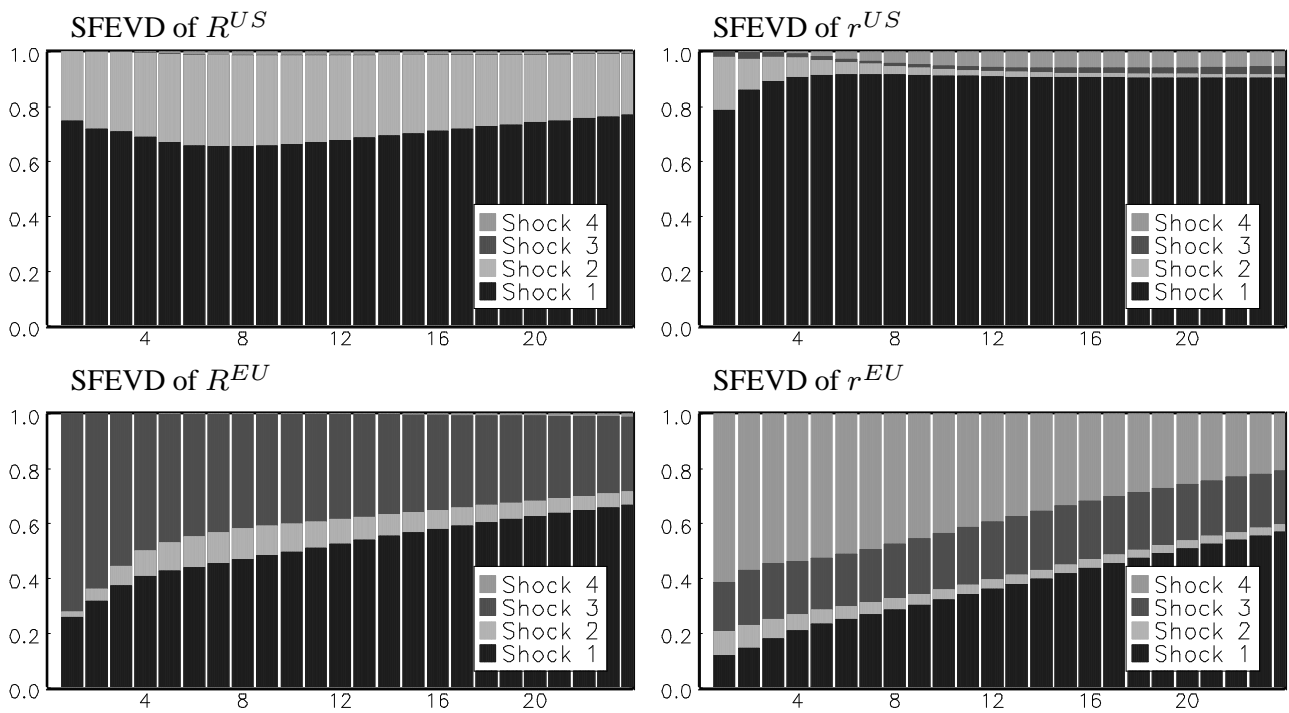 SFEVD of R^{US}
1.0
0.8
0.6
0.4
0.2
0.0
Shock 4
Shock 3
Shock 2
Shock 1
4 8 12 16 20
SFEVD of r^{US}
1.0
0.8
0.6
0.4
0.2
0.0
Shock 4
Shock 3
Shock 2
Shock 1
4 8 12 16 20
SFEVD of R^{EU}
1.0
0.8
0.6
0.4
0.2
0.0
Shock 4
Shock 3
Shock 2
Shock 1
4 8 12 16 20
SFEVD of r^{EU}
1.0
0.8
0.6
0.4
0.2
0.0
Shock 4
Shock 3
Shock 2
Shock 1
4 8 12 16 20